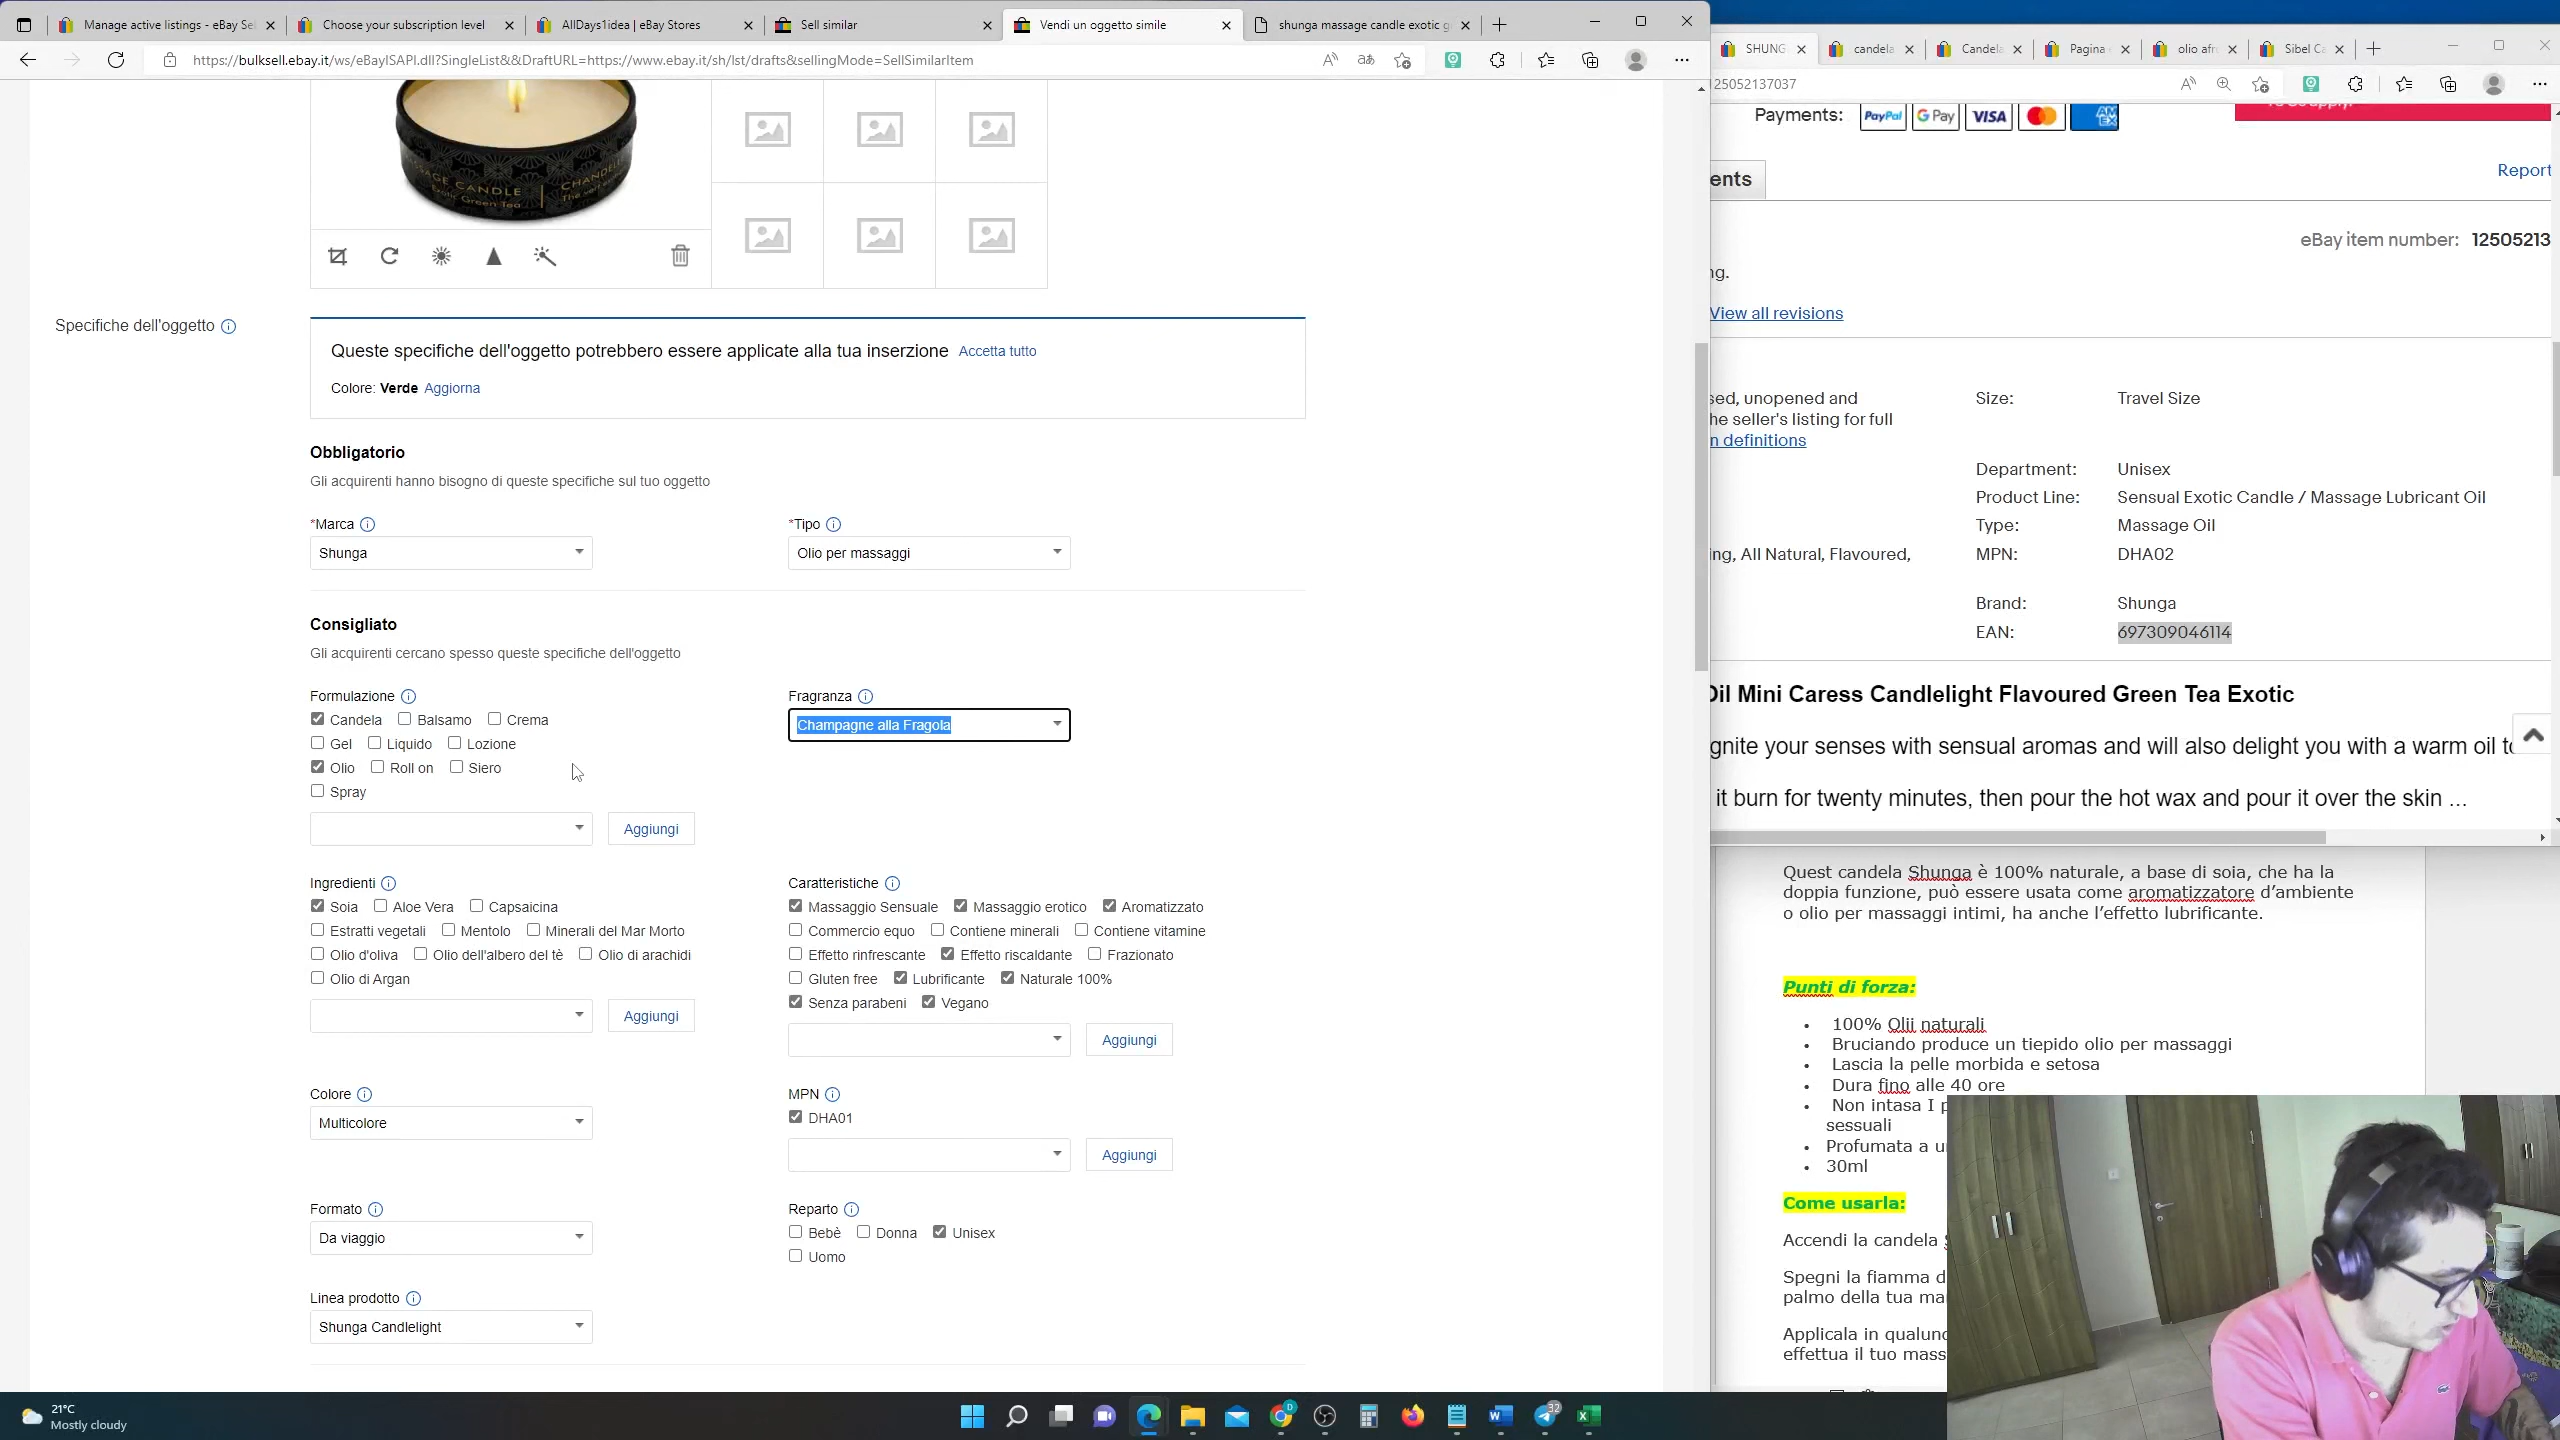 Manage active listings - eBay Se
Choose your subscription level
AllDays1idea | eBay Stores
Sell similar
Vendi un oggetto simile
shunga massage candle exotic g
https://bulksell.ebay.it/ws/eBayISAPI.dll?SingleList&&DraftURL=https://www.ebay.it/sh/lst/drafts&sellingMode=SellSimilarItem
SHUNG
candela
Candela
Pagina
olio afr
Sibel Ca
125052137037
MASSAGE CANDLE
Exotic Green Tea
Specifiche dell'oggetto
Queste specifiche dell'oggetto potrebbero essere applicate alla tua inserzione Accetta tutto
Colore: Verde Aggiorna
Obbligatorio
Gli acquirenti hanno bisogno di queste specifiche sul tuo oggetto
*Marca
*Tipo
Shunga
Olio per massaggi
Consigliato
Gli acquirenti cercano spesso queste specifiche dell'oggetto
Formulazione
Candela Balsamo Crema
Gel Liquido Lozione
Olio Roll on Siero
Spray
Aggiungi
Fragranza
Champagne alla Fragola
Ingredienti
Soia Aloe Vera Capsaicina
Estratti vegetali Mentolo Minerali del Mar Morto
Olio d'oliva Olio dell'albero del tè Olio di arachidi
Olio di Argan
Aggiungi
Caratteristiche
Massaggio Sensuale Massaggio erotico Aromatizzato
Commercio equo Contiene minerali Contiene vitamine
Effetto rinfrescante Effetto riscaldante Frazionato
Gluten free Lubrificante Naturale 100%
Senza parabeni Vegano
Aggiungi
Colore
Multicolore
MPN
DHA01
Aggiungi
Formato
Da viaggio
Reparto
Bebè Donna Unisex
Uomo
Linea prodotto
Shunga Candlelight
Payments: PayPal G Pay VISA AMEX
ents
Report
eBay item number: 12505213
ng.
View all revisions
sed, unopened and
he seller's listing for full
n definitions
Size: Travel Size
Department: Unisex
Product Line: Sensual Exotic Candle / Massage Lubricant Oil
Type: Massage Oil
ing, All Natural, Flavoured,
MPN: DHA02
Brand: Shunga
EAN: 697309046114
Oil Mini Caress Candlelight Flavoured Green Tea Exotic
gnite your senses with sensual aromas and will also delight you with a warm oil to
it burn for twenty minutes, then pour the hot wax and pour it over the skin ...
Quest candela Shunga è 100% naturale, a base di soia, che ha la
doppia funzione, può essere usata come aromatizzatore d'ambiente
o olio per massaggi intimi, ha anche l'effetto lubrificante.
Punti di forza:
• 100% Olii naturali
• Bruciando produce un tiepido olio per massaggi
• Lascia la pelle morbida e setosa
• Dura fino alle 40 ore
• Non intasa I p
sessuali
• Profumata a u
• 30ml
Come usarla:
Accendi la candela S
Spegni la fiamma d
palmo della tua ma
Applicala in qualunq
effettua il tuo mass
21°C
Mostly cloudy
32